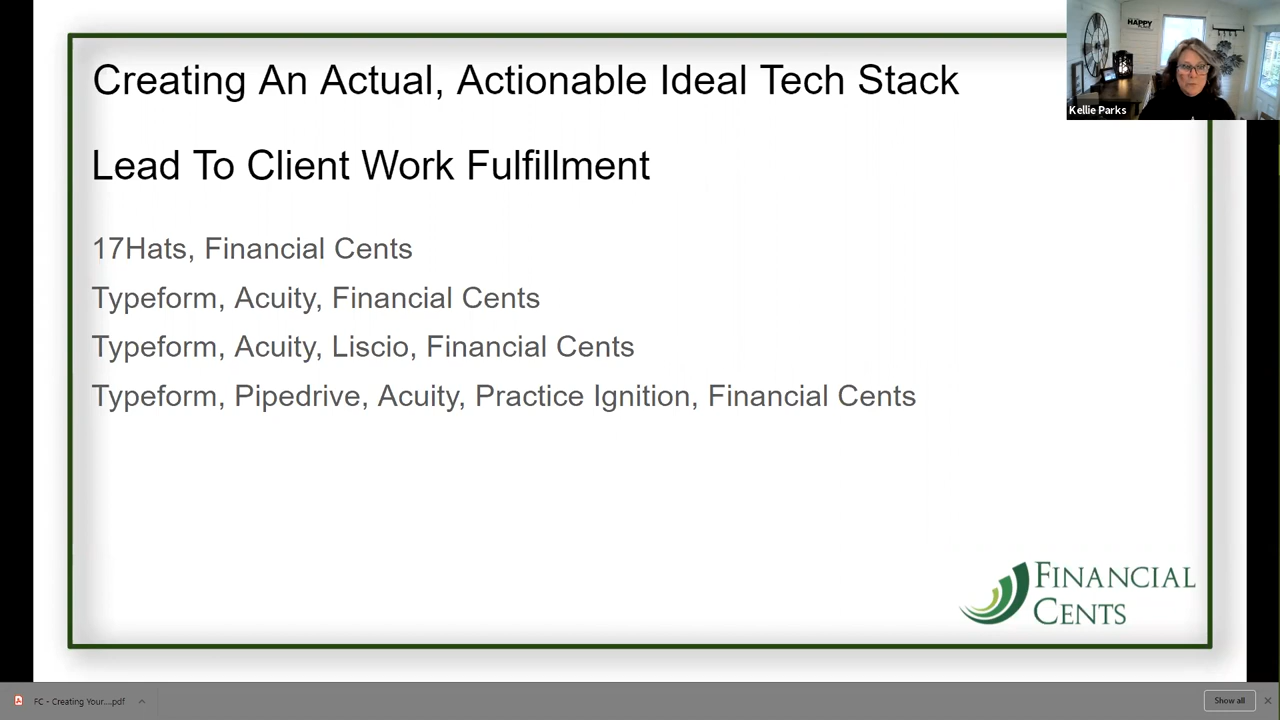 Creating An Actual, Actionable Ideal Tech Stack
HAPPY
Kellie Parks
Lead To Client Work Fulfillment
17Hats, Financial Cents
Typeform, Acuity, Financial Cents
Typeform, Acuity, Liscio, Financial Cents
Typeform, Pipedrive, Acuity, Practice Ignition, Financial Cents
FINANCIAL
CENTS
FC - Creating Your....pdf
Show all